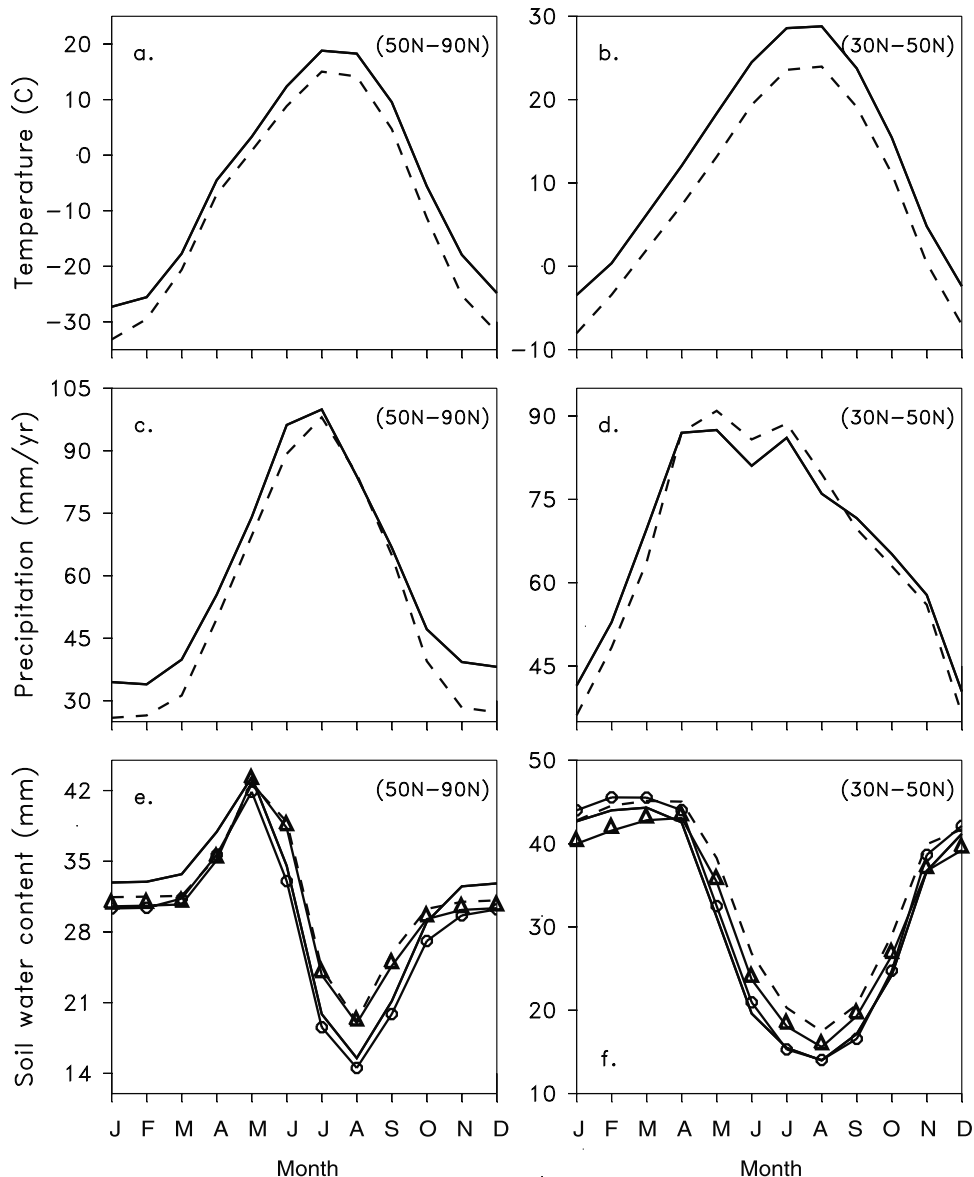 a.
(50N−90N)
20
10
0
−10
−20
−30
Temperature (C)
b.
(30N−50N)
30
20
10
0
−10
c.
(50N−90N)
105
90
75
60
45
30
Precipitation (mm/yr)
d.
(30N−50N)
90
75
60
45
e.
(50N−90N)
42
35
28
21
14
Soil water content (mm)
J F M A M J J A S O N D
Month
(30N−50N)
50
40
30
20
10
f.
J F M A M J J A S O N D
Month